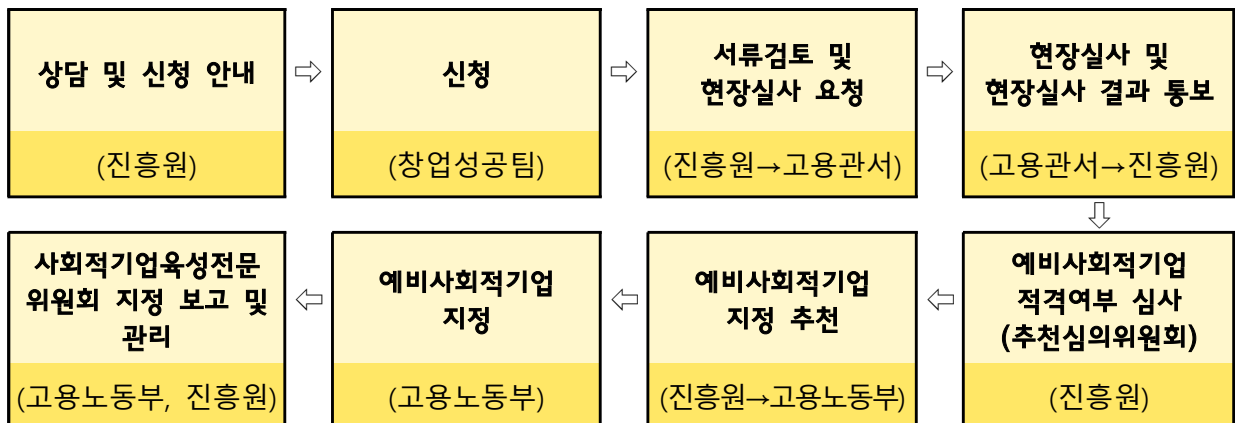 상담 및 신청 안내
(진흥원)
⇨
신청
(창업성공팀)
⇨
서류검토 및
현장실사 요청
(진흥원→고용관서)
⇨
현장실사 및
현장실사 결과 통보
(고용관서→진흥원)
⇩
예비사회적기업
적격여부 심사
(추천심의위원회)
(진흥원)
⇦
예비사회적기업
지정 추천
(진흥원→고용노동부)
⇦
예비사회적기업
지정
(고용노동부)
⇦
사회적기업육성전문
위원회 지정 보고 및
관리
(고용노동부, 진흥원)